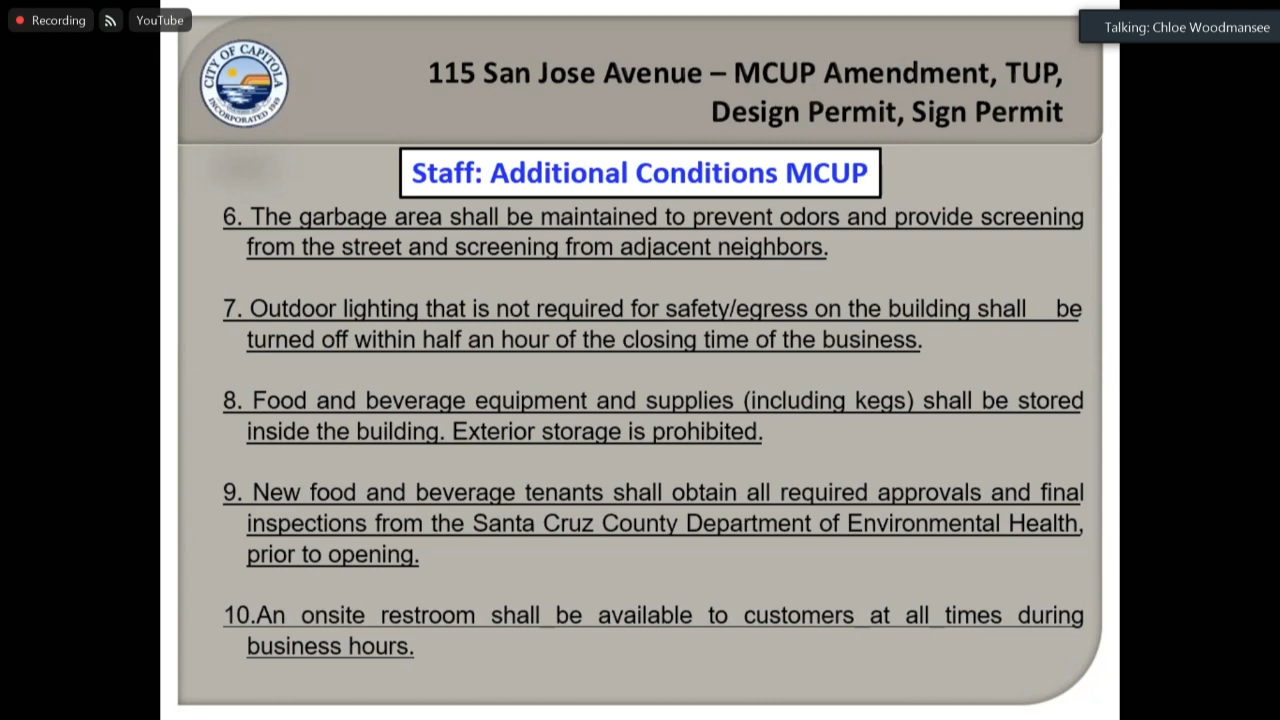 Recording
YouTube
Talking: Chloe Woodmansee
CITY OF CAPITOLA
INCORPORATED 1949
115 San Jose Avenue – MCUP Amendment, TUP,
Design Permit, Sign Permit
Staff: Additional Conditions MCUP
6. The garbage area shall be maintained to prevent odors and provide screening
from the street and screening from adjacent neighbors.
7. Outdoor lighting that is not required for safety/egress on the building shall be
turned off within half an hour of the closing time of the business.
8. Food and beverage equipment and supplies (including kegs) shall be stored
inside the building. Exterior storage is prohibited.
9. New food and beverage tenants shall obtain all required approvals and final
inspections from the Santa Cruz County Department of Environmental Health,
prior to opening.
10.An onsite restroom shall be available to customers at all times during
business hours.